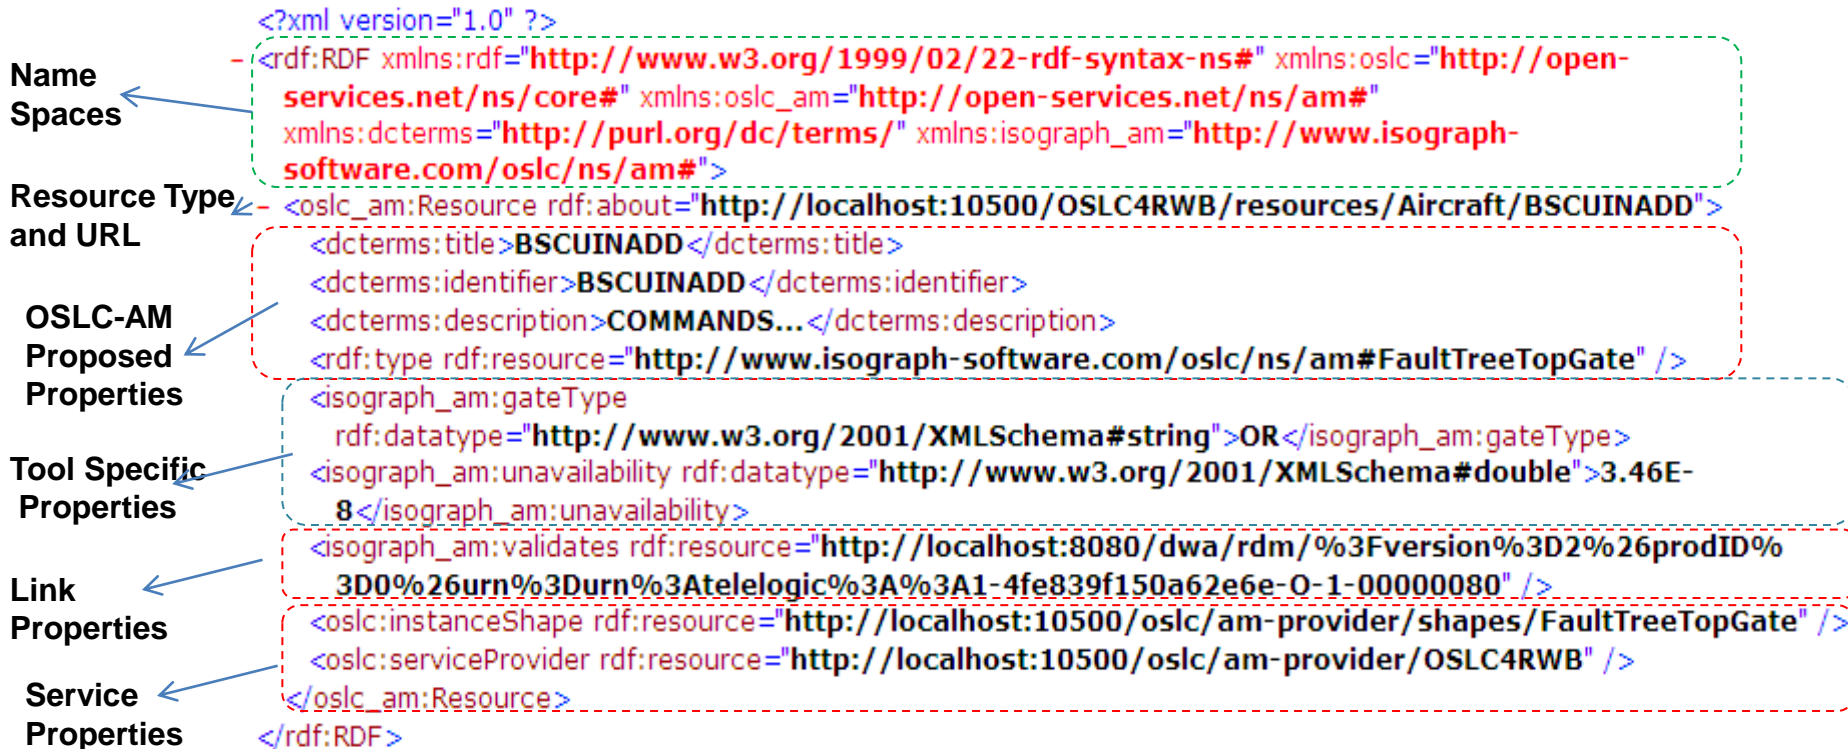 <?xml version="1.0" ?>
Name
Spaces
- <rdf:RDF xmlns:rdf="http://www.w3.org/1999/02/22-rdf-syntax-ns#" xmlns:oslc="http://open-
services.net/ns/core#" xmlns:oslc_am="http://open-services.net/ns/am#"
xmlns:dcterms="http://purl.org/dc/terms/" xmlns:isograph_am="http://www.isograph-
software.com/oslc/ns/am#">
Resource Type
and URL
- <oslc_am:Resource rdf:about="http://localhost:10500/OSLC4RWB/resources/Aircraft/BSCUINADD">
OSLC-AM
Proposed
Properties
<dcterms:title>BSCUINADD</dcterms:title>
<dcterms:identifier>BSCUINADD</dcterms:identifier>
<dcterms:description>COMMANDS...</dcterms:description>
<rdf:type rdf:resource="http://www.isograph-software.com/oslc/ns/am#FaultTreeTopGate" />
Tool Specific
Properties
<isograph_am:gateType
rdf:datatype="http://www.w3.org/2001/XMLSchema#string">OR</isograph_am:gateType>
<isograph_am:unavailability rdf:datatype="http://www.w3.org/2001/XMLSchema#double">3.46E-
8</isograph_am:unavailability>
Link
Properties
<isograph_am:validates rdf:resource="http://localhost:8080/dwa/rdm/%3Fversion%3D2%26prodID%
3D0%26urn%3Durn%3Atelelogic%3A%3A1-4fe839f150a62e6e-O-1-00000080" />
Service
Properties
<oslc:instanceShape rdf:resource="http://localhost:10500/oslc/am-provider/shapes/FaultTreeTopGate" />
<oslc:serviceProvider rdf:resource="http://localhost:10500/oslc/am-provider/OSLC4RWB" />
</oslc_am:Resource>
</rdf:RDF>